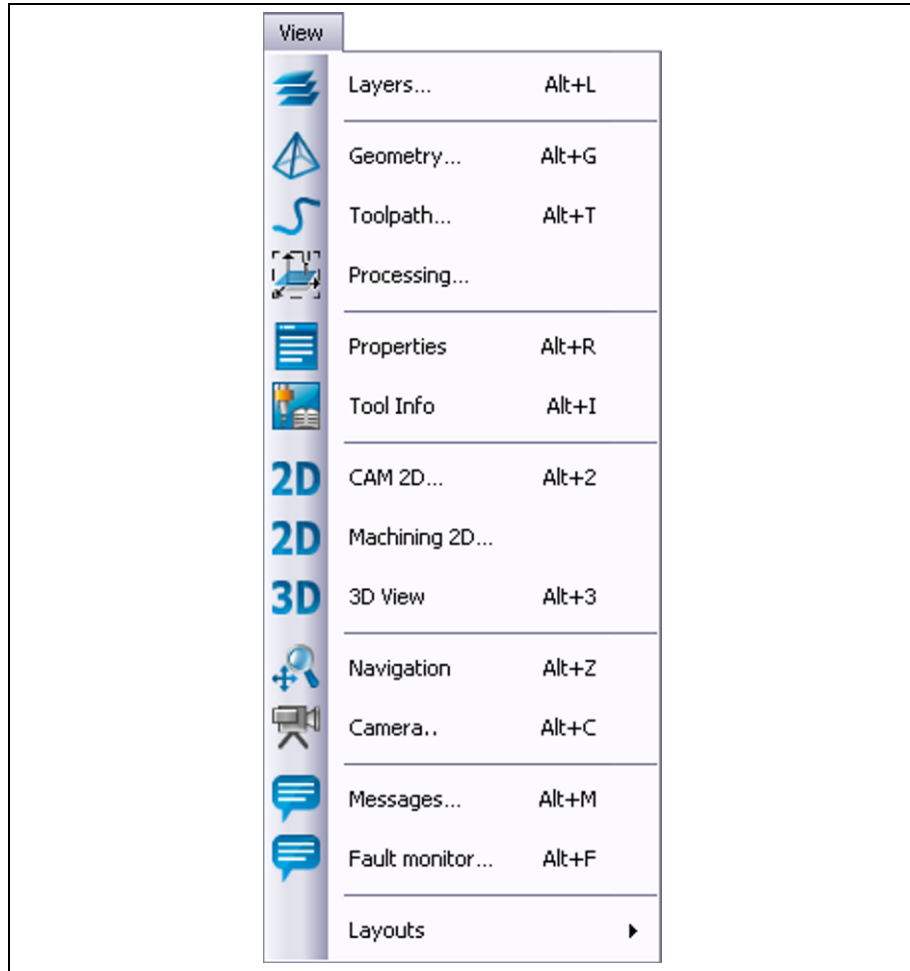 View
Layers... Alt+L
Geometry... Alt+G
Toolpath... Alt+T
Processing...
Properties Alt+R
Tool Info Alt+I
2D CAM 2D... Alt+2
2D Machining 2D...
3D 3D View Alt+3
Navigation Alt+Z
Camera.. Alt+C
Messages... Alt+M
Fault monitor... Alt+F
Layouts